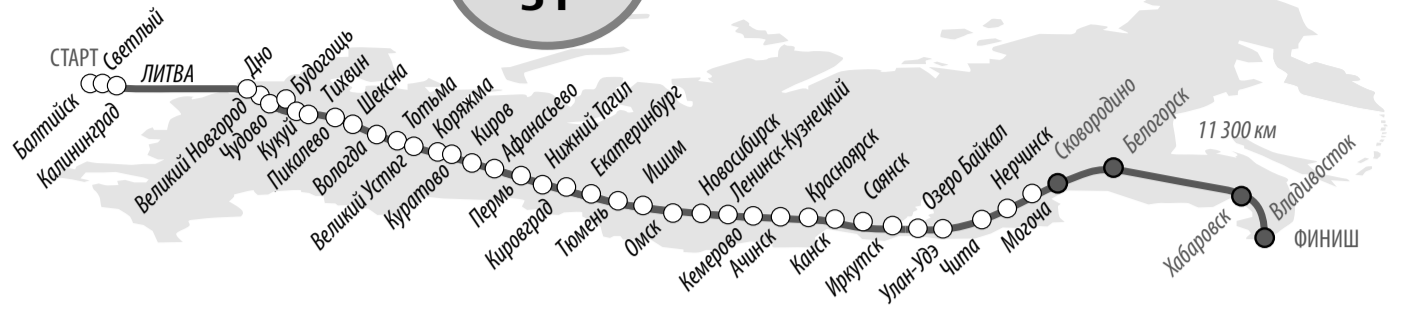 СТАРТ
Балтийск
Светлый
Калининград
ЛИТВА
Дно
Великий Новгород
Чудово
Будогощь
Кукуй
Тихвин
Пикалево
Шексна
Вологда
Тотьма
Великий Устюг
Коряжма
Куратово
Киров
Афанасьево
Пермь
Нижний Тагил
Кировград
Екатеринбург
Тюмень
Ишим
Омск
Новосибирск
Ленинск-Кузнецкий
Кемерово
Ачинск
Красноярск
Канск
Саянск
Иркутск
Озеро Байкал
Улан-Удэ
Чита
Нерчинск
Могоча
Сковородино
Белогорск
11 300 км
Хабаровск
Владивосток
ФИНИШ